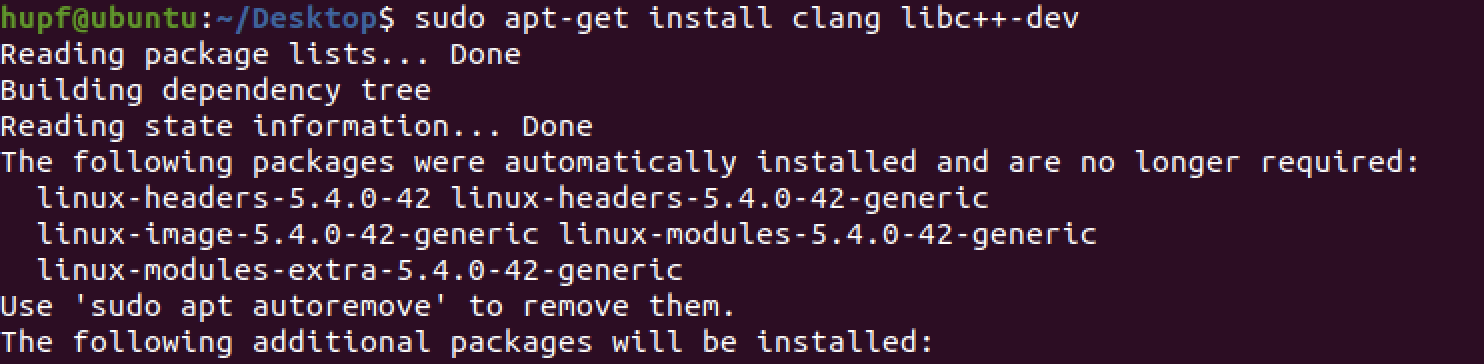 hupf@ubuntu:~/Desktop$ sudo apt-get install clang libc++-dev
Reading package lists... Done
Building dependency tree
Reading state information... Done
The following packages were automatically installed and are no longer required:
  linux-headers-5.4.0-42 linux-headers-5.4.0-42-generic
  linux-image-5.4.0-42-generic linux-modules-5.4.0-42-generic
  linux-modules-extra-5.4.0-42-generic
Use 'sudo apt autoremove' to remove them.
The following additional packages will be installed: